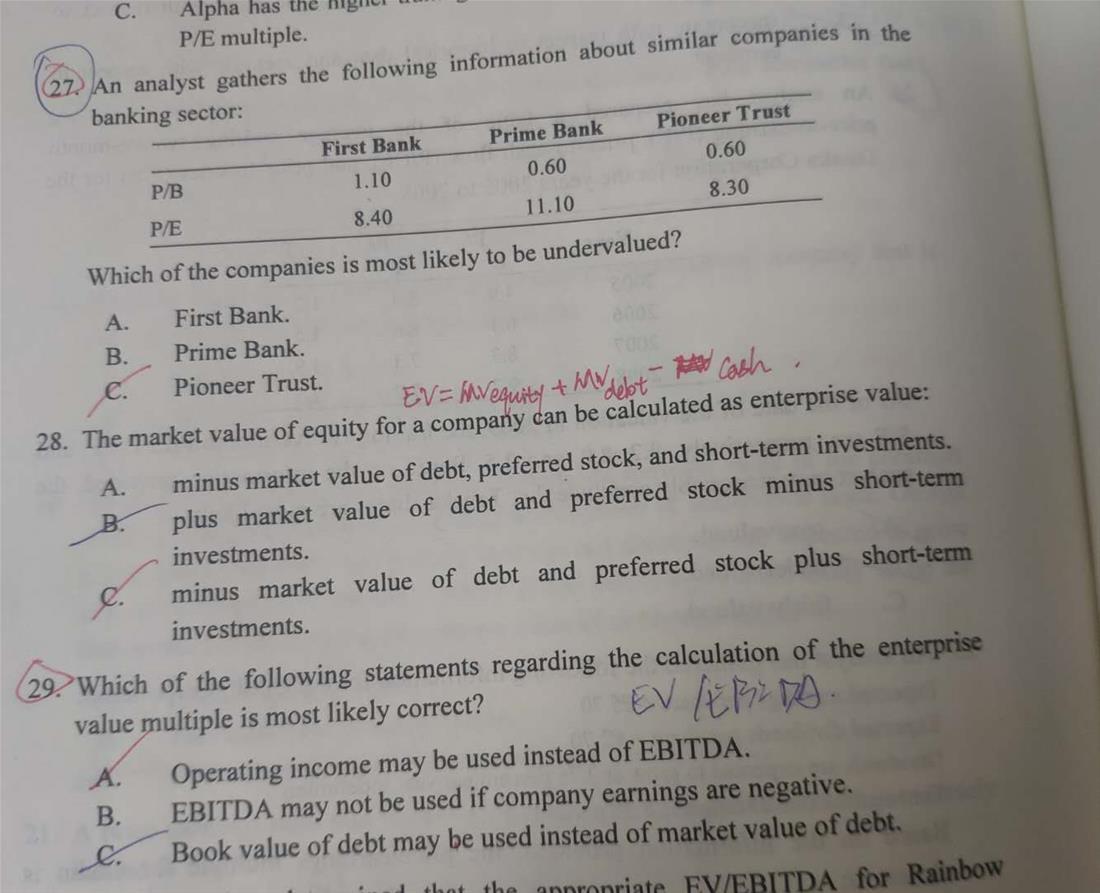 C. Alpha has the higher
P/E multiple.
27. An analyst gathers the following information about similar companies in the
banking sector:
First Bank Prime Bank Pioneer Trust
P/B 1.10 0.60 0.60
P/E 8.40 11.10 8.30
Which of the companies is most likely to be undervalued?
A. First Bank.
B. Prime Bank.
C. Pioneer Trust.
EV = MVequity + MVdebt - Cash.
28. The market value of equity for a company can be calculated as enterprise value:
A. minus market value of debt, preferred stock, and short-term investments.
B. plus market value of debt and preferred stock minus short-term
investments.
C. minus market value of debt and preferred stock plus short-term
investments.
29. Which of the following statements regarding the calculation of the enterprise
value multiple is most likely correct?
EV/EBITDA.
A. Operating income may be used instead of EBITDA.
B. EBITDA may not be used if company earnings are negative.
C. Book value of debt may be used instead of market value of debt.
that the appropriate EV/EBITDA for Rainbow